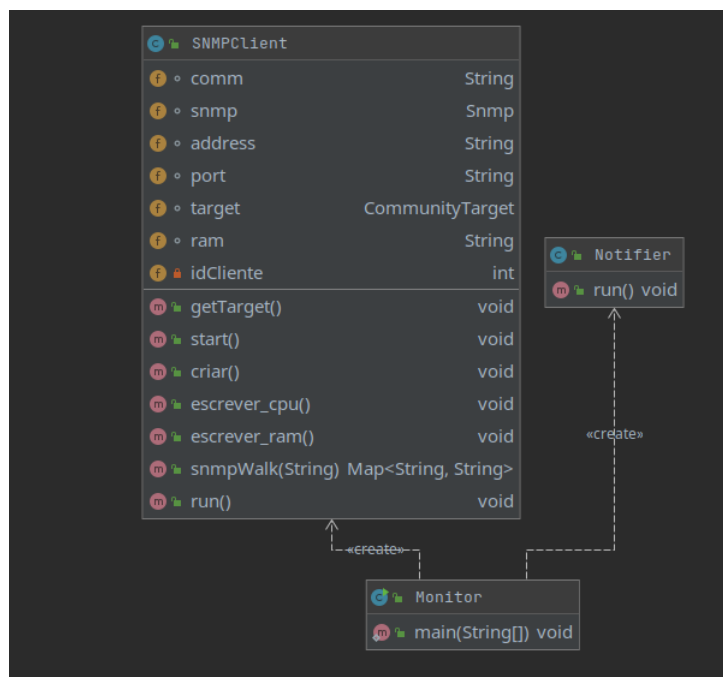 SNMPClient
comm String
snmp Snmp
address String
port String
target CommunityTarget
ram String
idCliente int
getTarget() void
start() void
criar() void
escrever_cpu() void
escrever_ram() void
snmpWalk(String) Map<String, String>
run() void
Notifier
run() void
«create»
«create»
Monitor
main(String[]) void